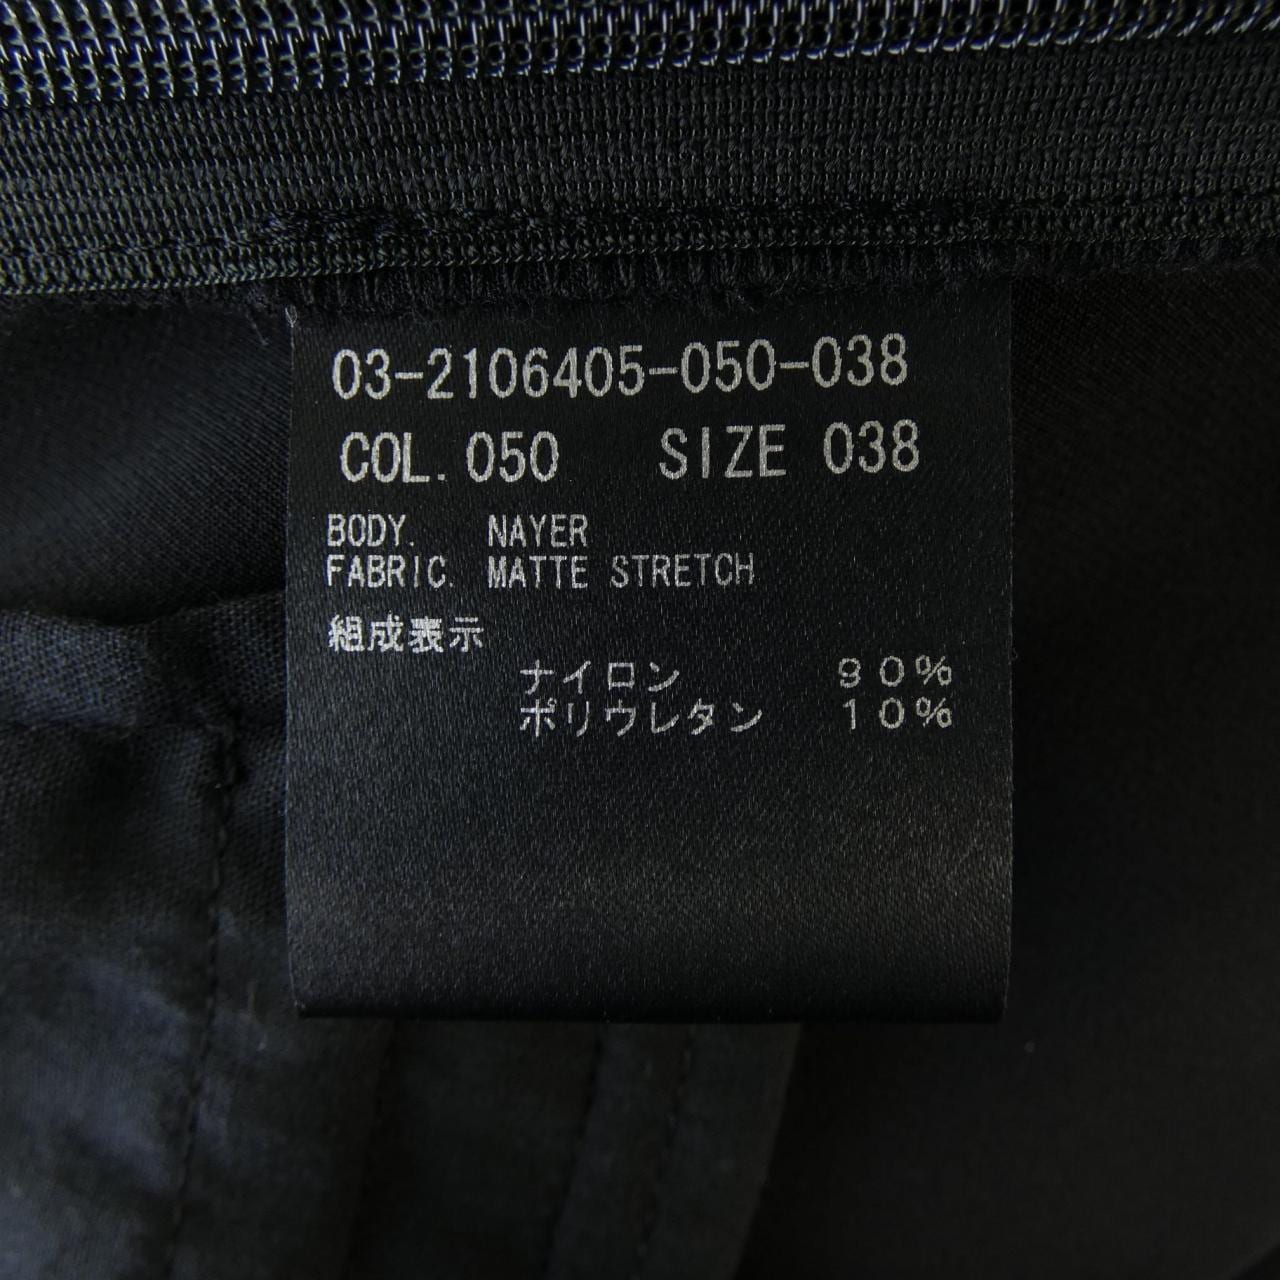 03-2106405-050-038
COL. 050 SIZE 038
BODY. NAYER
FABRIC. MATTE STRETCH
組成表示
ナイロン 90%
ポリウレタン 10%